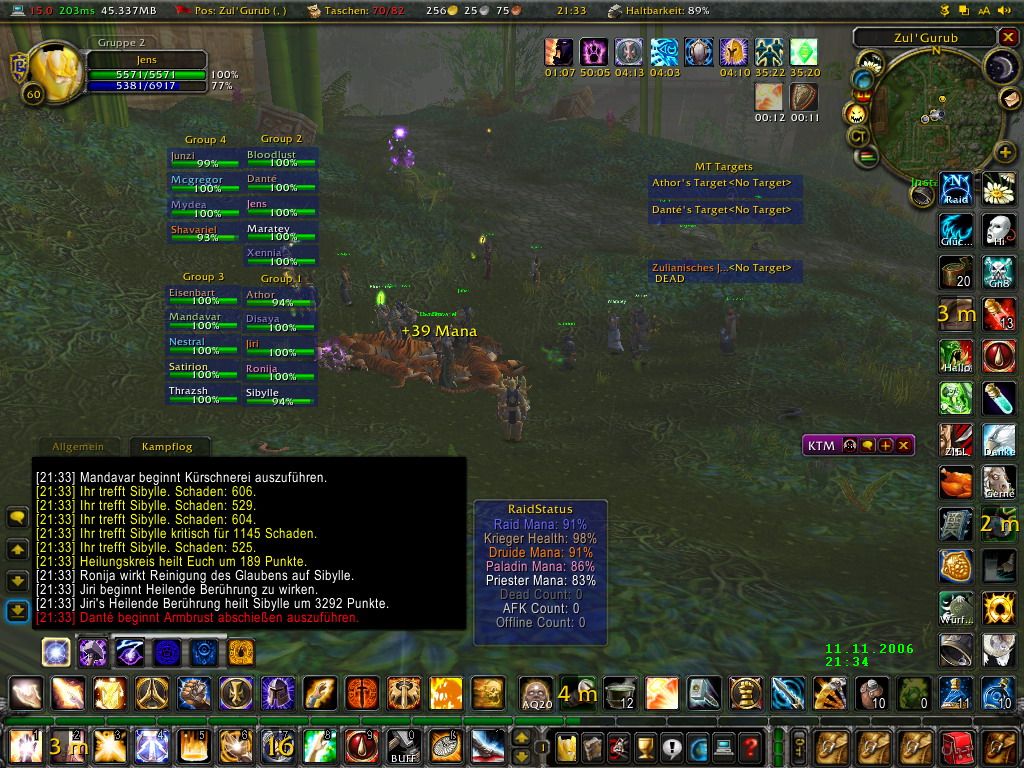 15.0 203ms 45.337MB
Pos: Zul'Gurub (, )
Taschen: 70/82
256 25 75
21:33
Haltbarkeit: 89%
Gruppe 2
Jens
5571/5571 100%
5381/6917 77%
60
01:07 50:05 04:13 04:03 04:10 35:22 35:20
00:12 00:11
Zul'Gurub
N
CT
Group 4
Junzi
99%
Mcgregor
100%
Mydea
100%
Shavariel
93%
Group 2
Bloodlust
100%
Danté
100%
Jens
100%
Maratey
100%
Xennia
100%
Group 3
Eisenbart
100%
Mandavar
100%
Nestral
100%
Satirion
100%
Thrazsh
100%
Group 1
Athor
94%
Disaya
100%
Jiri
100%
Ronija
100%
Sibylle
94%
MT Targets
Athor's Target <No Target>
Danté's Target <No Target>
Zulianisches J...<No Target>
DEAD
+39 Mana
Raid
Hi
20
3 m
13
Hallo
ZIEL
Danke
Gerne
2 m
Würf...
KTM
Allgemein
Kampflog
[21:33] Mandavar beginnt Kürschnerei auszuführen.
[21:33] Ihr trefft Sibylle. Schaden: 606.
[21:33] Ihr trefft Sibylle. Schaden: 529.
[21:33] Ihr trefft Sibylle. Schaden: 604.
[21:33] Ihr trefft Sibylle kritisch für 1145 Schaden.
[21:33] Ihr trefft Sibylle. Schaden: 525.
[21:33] Heilungskreis heilt Euch um 189 Punkte.
[21:33] Ronija wirkt Reinigung des Glaubens auf Sibylle.
[21:33] Jiri beginnt Heilende Berührung zu wirken.
[21:33] Jiri's Heilende Berührung heilt Sibylle um 3292 Punkte.
[21:33] Danté beginnt Armbrust abschießen auszuführen.
RaidStatus
Raid Mana: 91%
Krieger Health: 98%
Druide Mana: 91%
Paladin Mana: 86%
Priester Mana: 83%
Dead Count: 0
AFK Count: 0
Offline Count: 0
11.11.2006
21:34
AQ20
4 m
12
10
11
10
3 m
16
BUFF